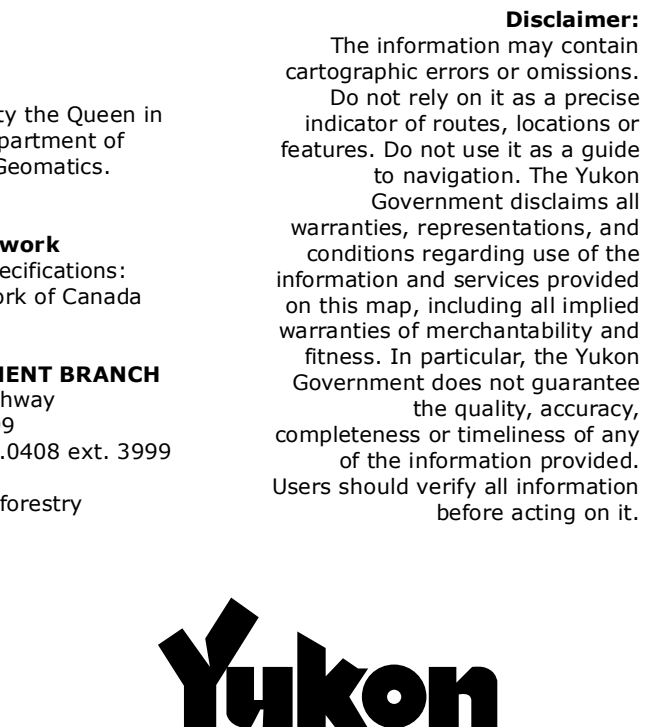 ty the Queen in
partment of
Geomatics.
work
ecifications:
ork of Canada
MENT BRANCH
hway
99
.0408 ext. 3999
forestry
Disclaimer:
The information may contain
cartographic errors or omissions.
Do not rely on it as a precise
indicator of routes, locations or
features. Do not use it as a guide
to navigation. The Yukon
Government disclaims all
warranties, representations, and
conditions regarding use of the
information and services provided
on this map, including all implied
warranties of merchantability and
fitness. In particular, the Yukon
Government does not guarantee
the quality, accuracy,
completeness or timeliness of any
of the information provided.
Users should verify all information
before acting on it.
Yukon